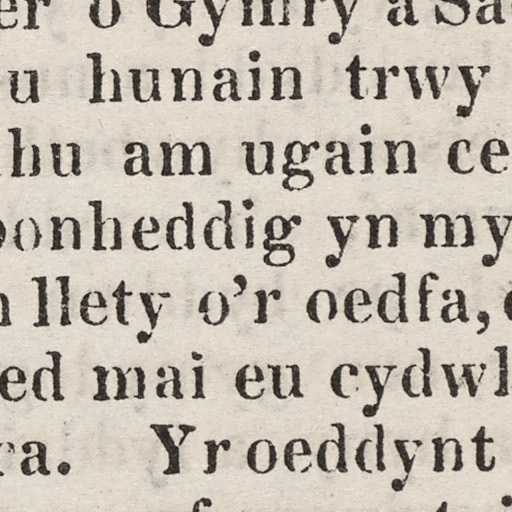 er o Gymry a Sa
u hunain trwy
hu am ugain ce
onheddig yn my
llety o'r oedfa,
ed mai eu cydwl
ra. Yr oeddynt